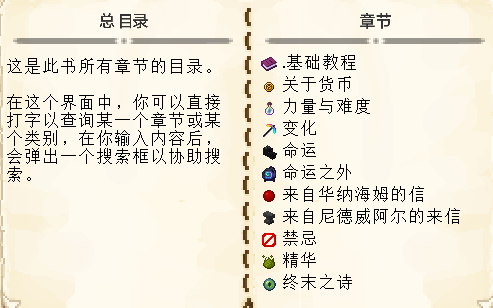 总目录
这是此书所有章节的目录。
在这个界面中，你可以直接
打字以查询某一个章节或某
个类别，在你输入内容后，
会弹出一个搜索框以协助搜
索。
章节
.基础教程
关于货币
力量与难度
变化
命运
命运之外
来自华纳海姆的信
来自尼德威阿尔的来信
禁忌
精华
终末之诗